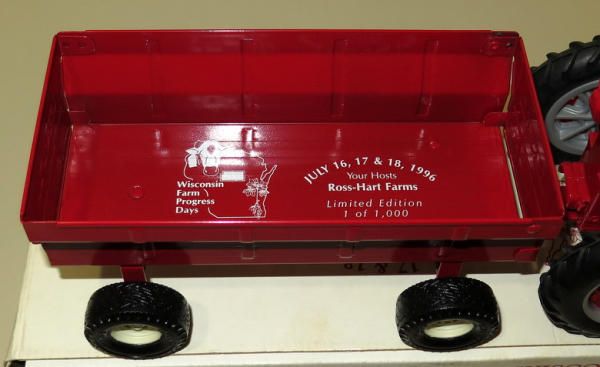 Wisconsin
Farm
Progress
Days
JULY 16, 17 & 18, 1996
Your Hosts
Ross-Hart Farms
Limited Edition
1 of 1,000
17 &